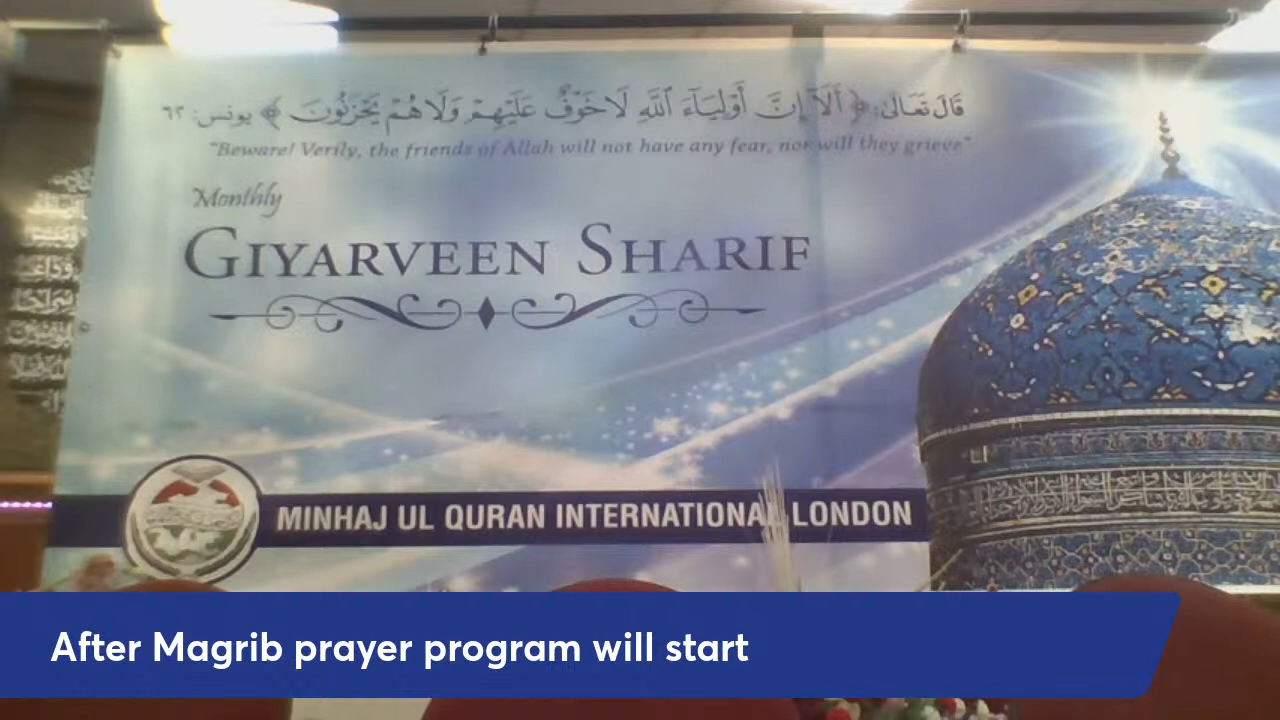 قَالَ تَعَالىٰ: ﴿ أَلَآ إِنَّ أَوْلِيَآءَ ٱللَّهِ لَا خَوْفٌ عَلَيْهِمْ وَلَا هُمْ يَحْزَنُونَ ﴾ يونس: ٦٢
"Beware! Verily, the friends of Allah will not have any fear, nor will they grieve"
Monthly
GIYARVEEN SHARIF
MINHAJ UL QURAN INTERNATIONAL LONDON
After Magrib prayer program will start